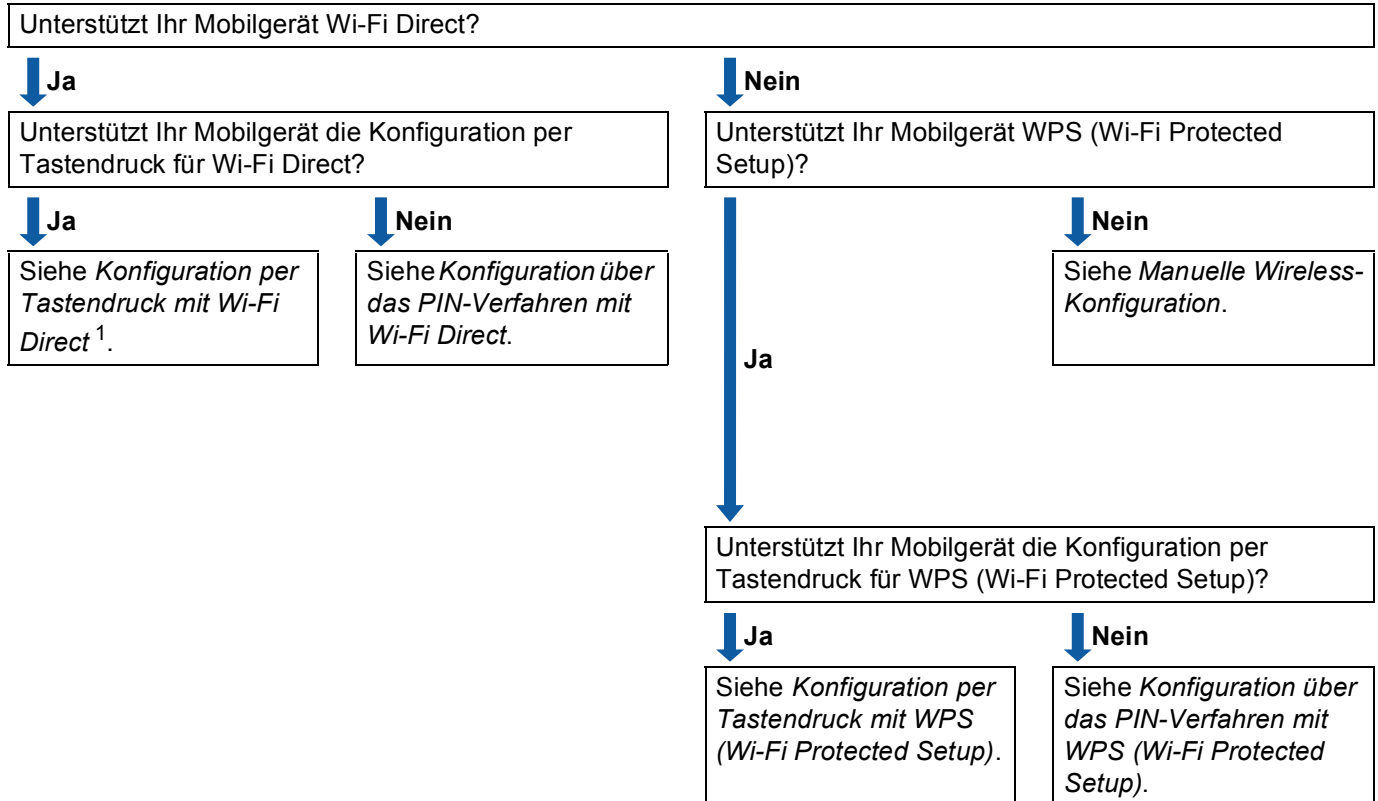 Unterstützt Ihr Mobilgerät Wi-Fi Direct?
Ja
Nein
Unterstützt Ihr Mobilgerät die Konfiguration per
Tastendruck für Wi-Fi Direct?
Unterstützt Ihr Mobilgerät WPS (Wi-Fi Protected
Setup)?
Ja
Nein
Nein
Siehe Konfiguration per
Tastendruck mit Wi-Fi
Direct 1.
Siehe Konfiguration über
das PIN-Verfahren mit
Wi-Fi Direct.
Siehe Manuelle Wireless-
Konfiguration.
Ja
Unterstützt Ihr Mobilgerät die Konfiguration per
Tastendruck für WPS (Wi-Fi Protected Setup)?
Ja
Nein
Siehe Konfiguration per
Tastendruck mit WPS
(Wi-Fi Protected Setup).
Siehe Konfiguration über
das PIN-Verfahren mit
WPS (Wi-Fi Protected
Setup).